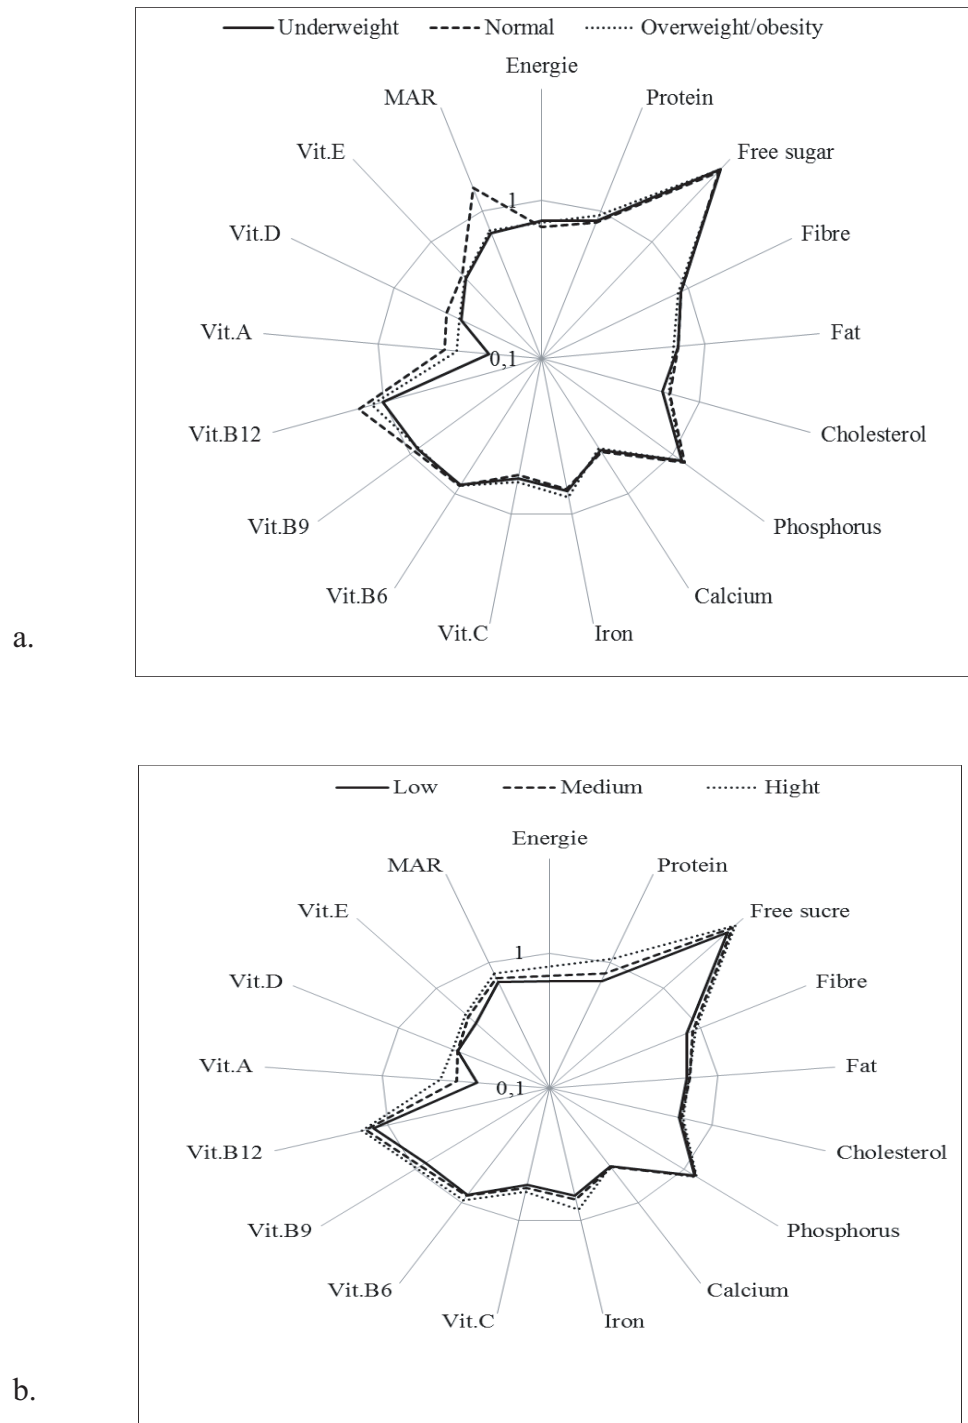 Underweight Normal Overweight/obesity
Energie
MAR Protein
Vit.E Free sugar
1
Vit.D Fibre
Vit.A 0,1 Fat
Vit.B12 Cholesterol
Vit.B9 Phosphorus
Vit.B6 Calcium
Vit.C Iron
a.
Low Medium Hight
Energie
MAR Protein
Vit.E Free sucre
1
Vit.D Fibre
Vit.A Fat
0,1
Vit.B12 Cholesterol
Vit.B9 Phosphorus
Vit.B6 Calcium
Vit.C Iron
b.